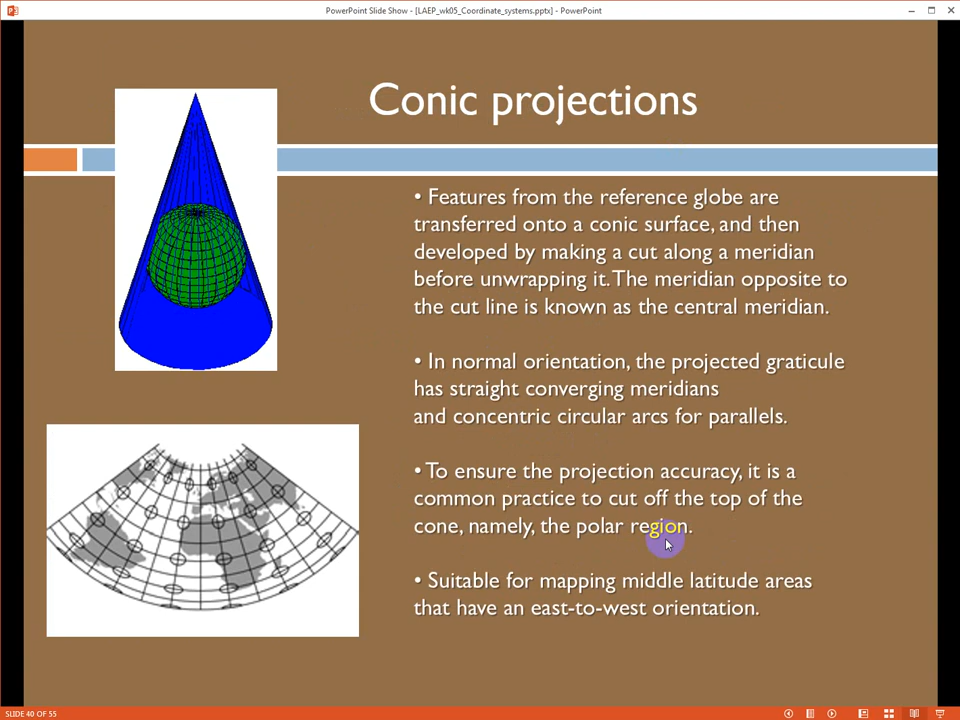 PowerPoint Slide Show - [LAEP_wk05_Coordinate_systems.pptx] - PowerPoint
Conic projections
• Features from the reference globe are
transferred onto a conic surface, and then
developed by making a cut along a meridian
before unwrapping it. The meridian opposite to
the cut line is known as the central meridian.
• In normal orientation, the projected graticule
has straight converging meridians
and concentric circular arcs for parallels.
• To ensure the projection accuracy, it is a
common practice to cut off the top of the
cone, namely, the polar region.
• Suitable for mapping middle latitude areas
that have an east-to-west orientation.
SLIDE 40 OF 55